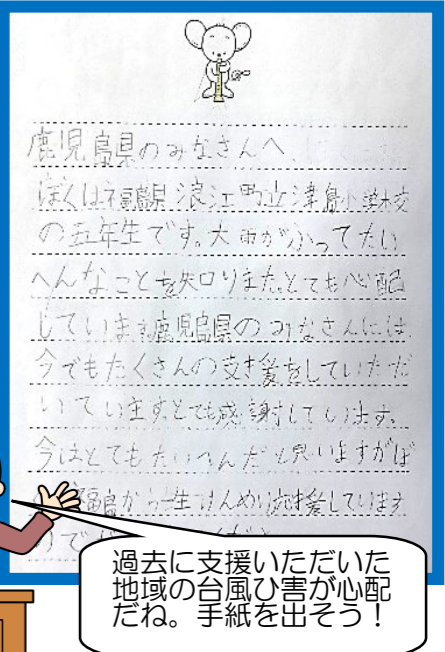 鹿児島県のみなさんへ
ぼくは福島県浪江町立津島小学校
の五年生です。大雨がふってたい
へんなことを知りました。とても心配
しています。鹿児島県のみなさんには
今でもたくさんの支援をしていただ
いています。とても感謝しています。
今はとてもたいへんだと思いますがぼ
福島から一生けんめい応援しています
ので
過去に支援いただいた
地域の台風ひ害が心配
だね。手紙を出そう！